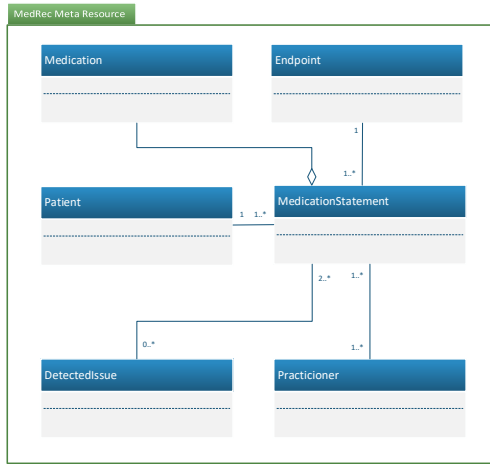 MedRec Meta Resource
Medication
Endpoint
1
1..*
Patient
1 1..*
MedicationStatement
2..*
1..*
0..*
1..*
DetectedIssue
Practicioner